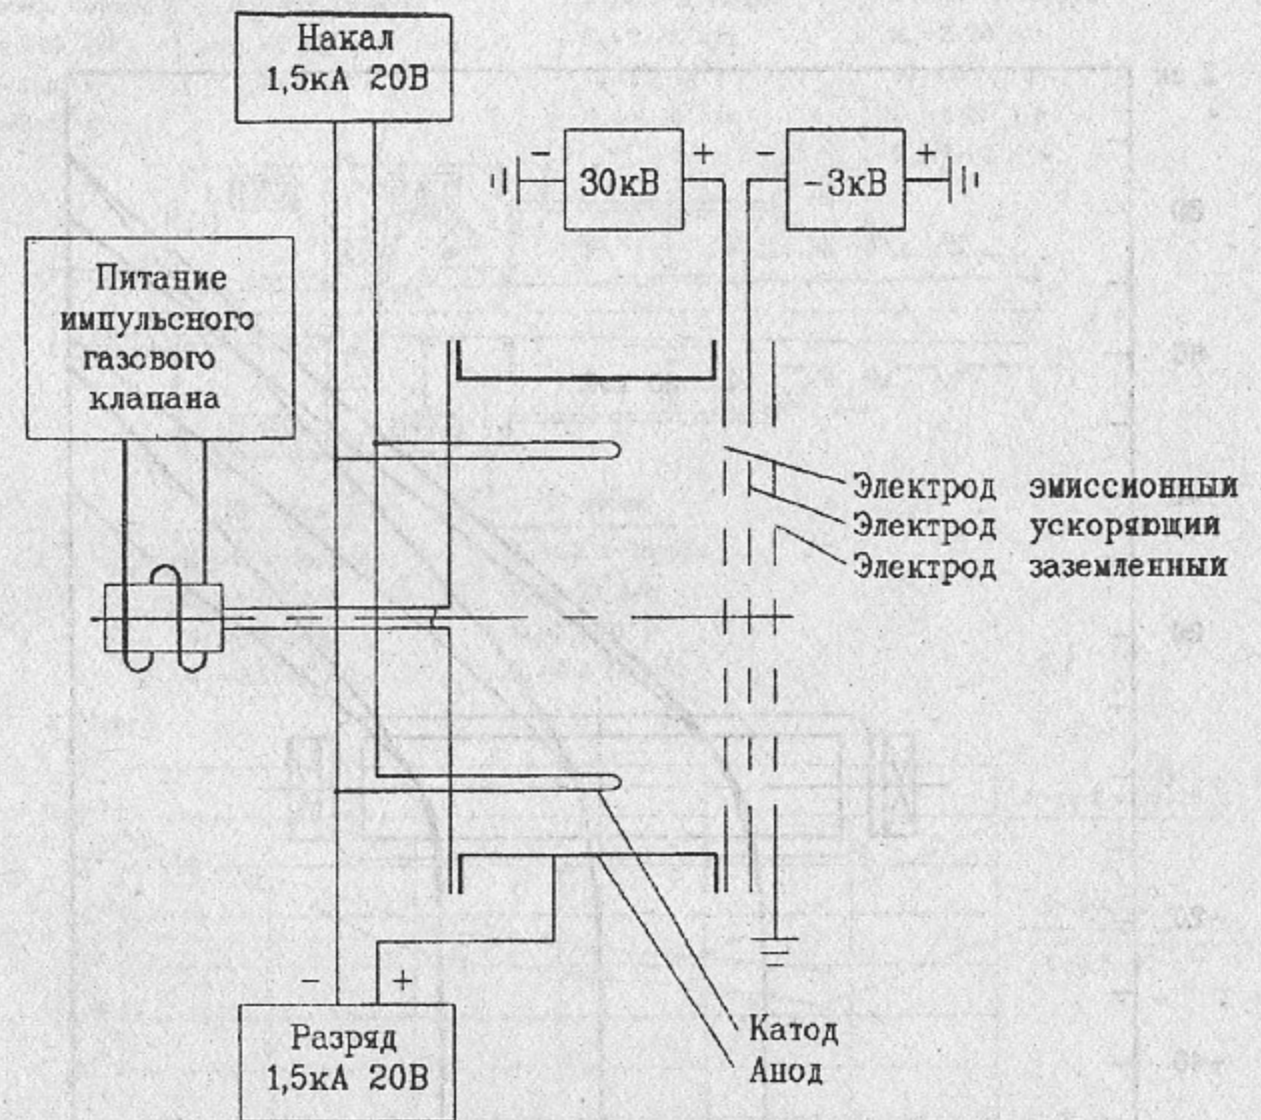 Накал
1,5кА 20В
- 30кВ +
- -3кВ +
Питание
импульсного
газового
клапана
Электрод эмиссионный
Электрод ускоряющий
Электрод заземленный
- +
Разряд
1,5кА 20В
Катод
Анод